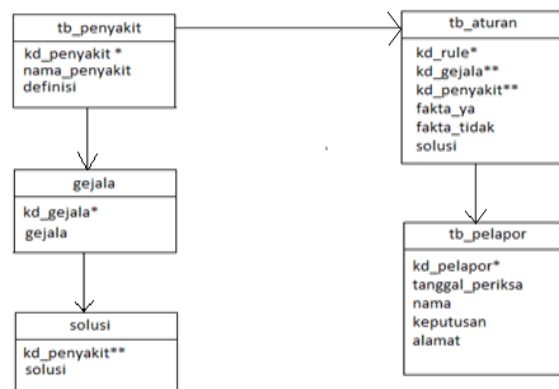 tb_penyakit
kd_penyakit *
nama_penyakit
definisi
tb_aturan
kd_rule*
kd_gejala**
kd_penyakit**
fakta_ya
fakta_tidak
solusi
gejala
kd_gejala*
gejala
tb_pelapor
kd_pelapor*
tanggal_periksa
nama
keputusan
alamat
solusi
kd_penyakit**
solusi